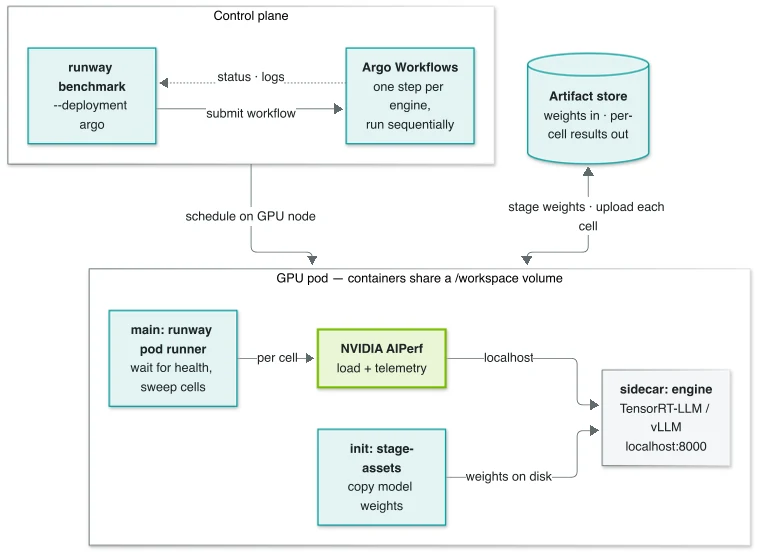 Control plane
runway
benchmark
--deployment
argo
status · logs
submit workflow
Argo Workflows
one step per
engine,
run sequentially
Artifact store
weights in · per-
cell results out
schedule on GPU node
stage weights · upload each
cell
GPU pod — containers share a /workspace volume
main: runway
pod runner
wait for health,
sweep cells
per cell
NVIDIA AIPerf
load + telemetry
localhost
sidecar: engine
TensorRT-LLM /
vLLM
localhost:8000
init: stage-
assets
copy model
weights
weights on disk